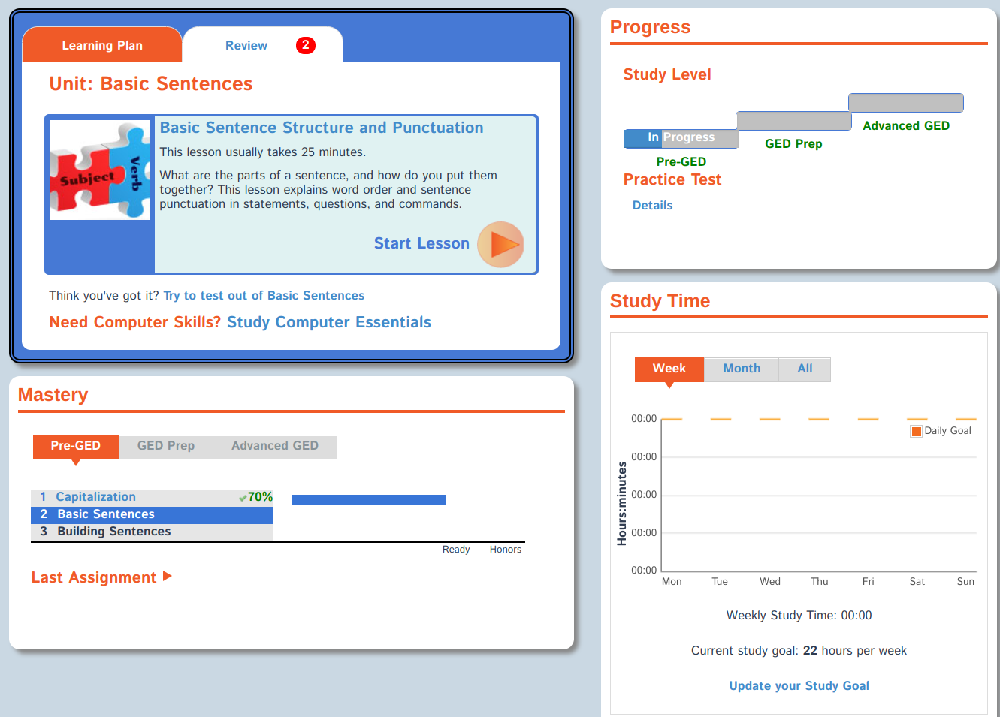 Learning Plan
Review 2
Unit: Basic Sentences
Subject
Verb
Basic Sentence Structure and Punctuation
This lesson usually takes 25 minutes.
What are the parts of a sentence, and how do you put them
together? This lesson explains word order and sentence
punctuation in statements, questions, and commands.
Start Lesson
Think you've got it? Try to test out of Basic Sentences
Need Computer Skills? Study Computer Essentials
Mastery
Pre-GED GED Prep Advanced GED
1 Capitalization 70%
2 Basic Sentences
3 Building Sentences
Ready Honors
Last Assignment
Progress
Study Level
In Progress
Pre-GED
GED Prep
Advanced GED
Practice Test
Details
Study Time
Week Month All
Hours:minutes
00:00
Daily Goal
00:00
00:00
00:00
00:00
Mon Tue Wed Thu Fri Sat Sun
Weekly Study Time: 00:00
Current study goal: 22 hours per week
Update your Study Goal